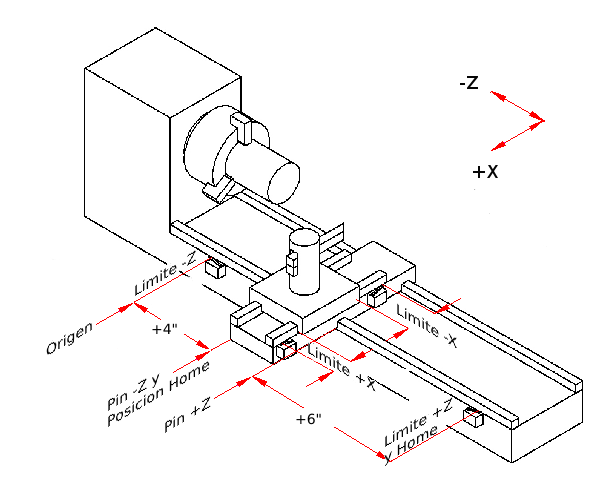 -Z
+X
Limite -Z
Origen
+4"
Pin -Z y
Posicion Home
Pin +Z
Limite -X
Limite +X
+6"
Limite +Z
y Home